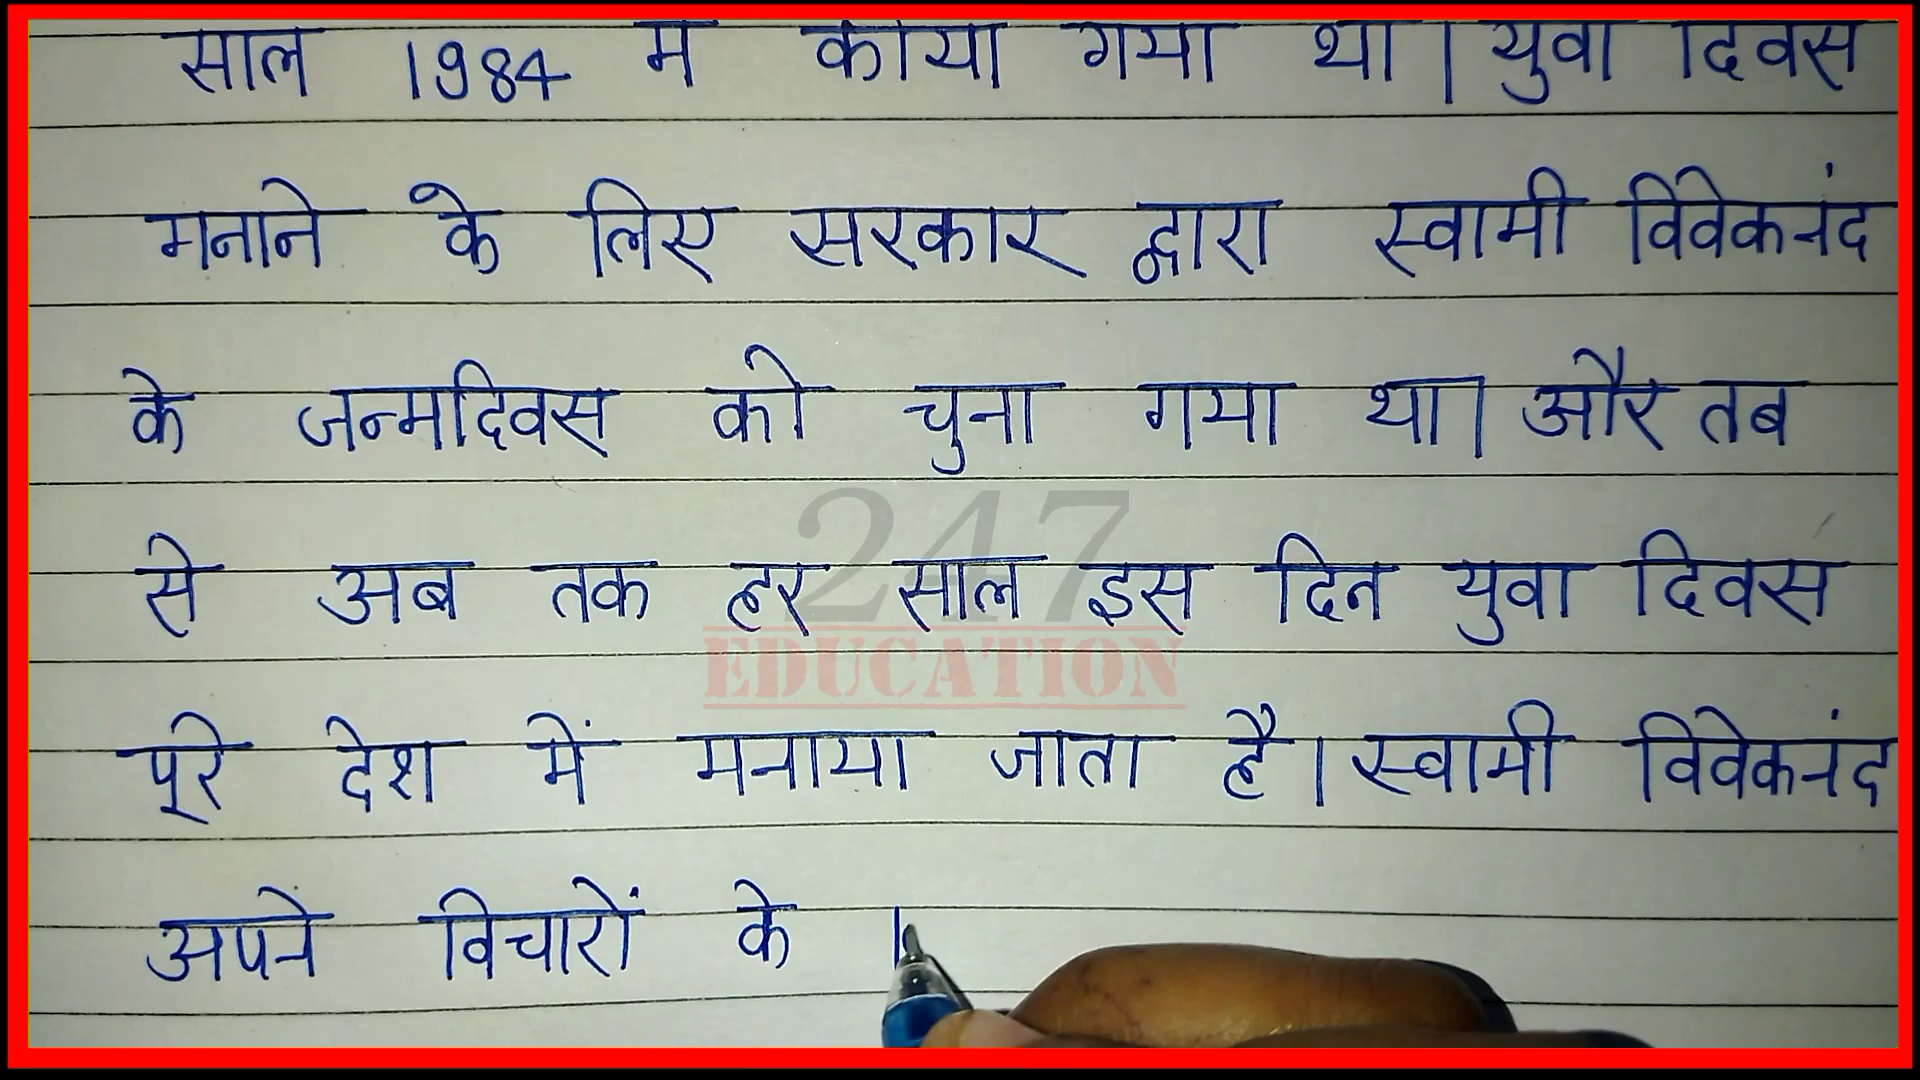 साल 1984 में कीया गया था। युवा दिवस
मनाने के लिए सरकार द्वारा स्वामी विवेकनंद
के जन्मदिवस को चुना गया था। और तब
से अब तक हर साल इस दिन युवा दिवस
पूरे देश में मनाया जाता है। स्वामी विवेकनंद
अपने विचारों के
247
EDUCATION